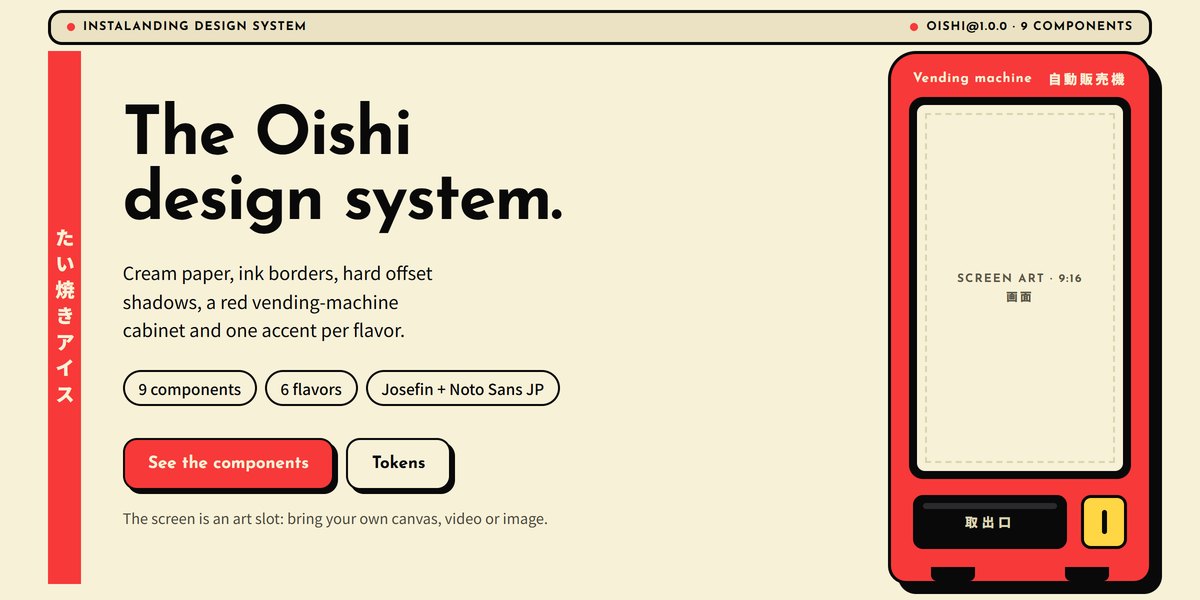 INSTALANDING DESIGN SYSTEM
OISHI@1.0.0 · 9 COMPONENTS
たい焼きアイス
The Oishi
design system.
Cream paper, ink borders, hard offset
shadows, a red vending-machine
cabinet and one accent per flavor.
9 components
6 flavors
Josefin + Noto Sans JP
See the components
Tokens
The screen is an art slot: bring your own canvas, video or image.
Vending machine
自動販売機
SCREEN ART · 9:16
画面
取出口